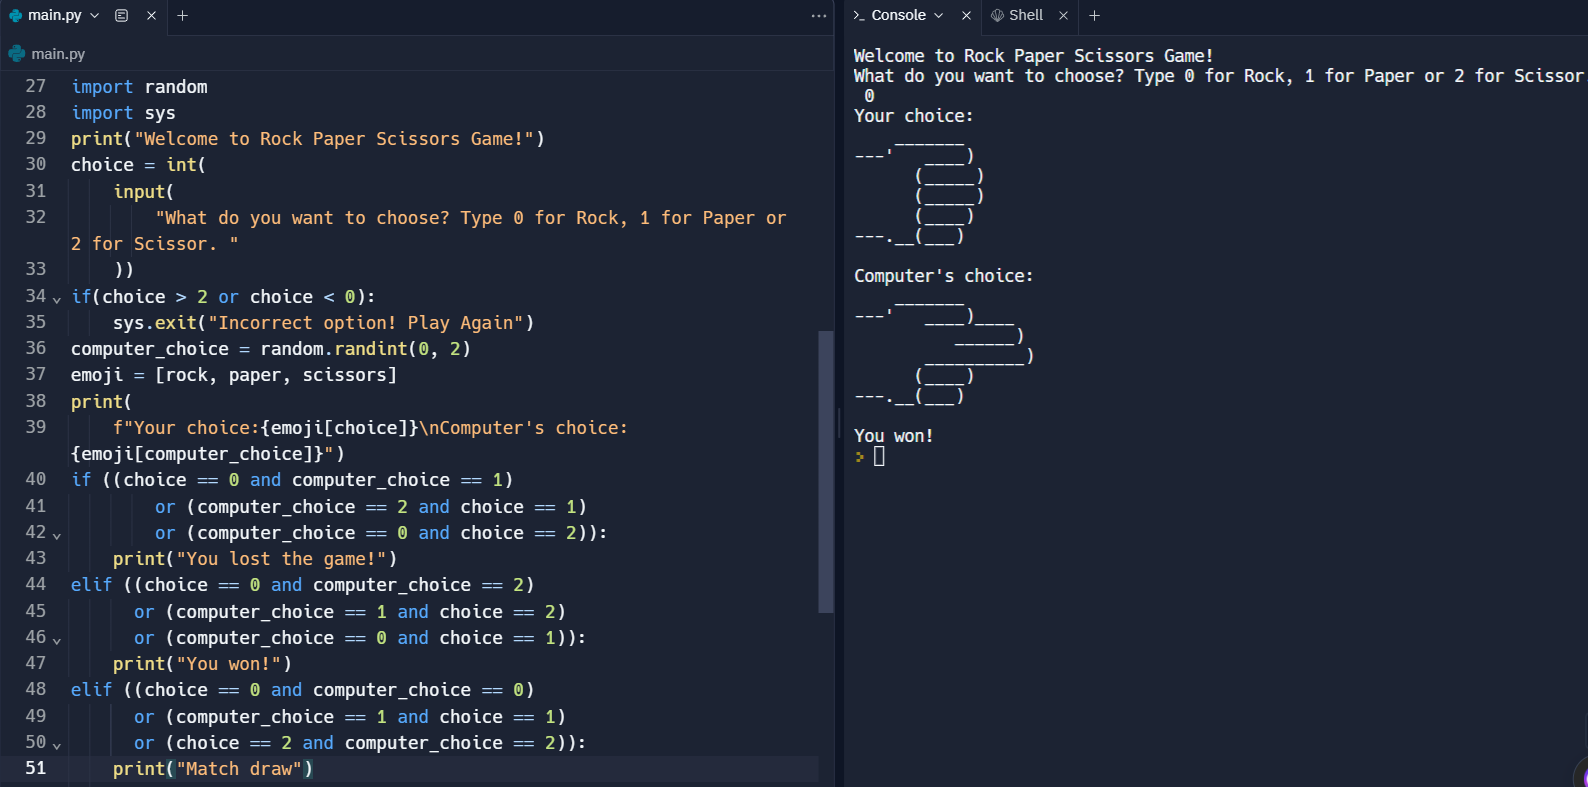 main.py
main.py
27 import random
28 import sys
29 print("Welcome to Rock Paper Scissors Game!")
30 choice = int(
31     input(
32         "What do you want to choose? Type 0 for Rock, 1 for Paper or
2 for Scissor. "
33     ))
34 if(choice > 2 or choice < 0):
35     sys.exit("Incorrect option! Play Again")
36 computer_choice = random.randint(0, 2)
37 emoji = [rock, paper, scissors]
38 print(
39     f"Your choice:{emoji[choice]}\nComputer's choice:
{emoji[computer_choice]}")
40 if ((choice == 0 and computer_choice == 1)
41         or (computer_choice == 2 and choice == 1)
42         or (computer_choice == 0 and choice == 2)):
43     print("You lost the game!")
44 elif ((choice == 0 and computer_choice == 2)
45       or (computer_choice == 1 and choice == 2)
46       or (computer_choice == 0 and choice == 1)):
47     print("You won!")
48 elif ((choice == 0 and computer_choice == 0)
49       or (computer_choice == 1 and choice == 1)
50       or (choice == 2 and computer_choice == 2)):
51     print("Match draw")
Console
Shell
Welcome to Rock Paper Scissors Game!
What do you want to choose? Type 0 for Rock, 1 for Paper or 2 for Scissor
 0
Your choice:
    _______
---'   ____)
      (_____)
      (_____)
      (____)
---.__(___)
Computer's choice:
    _______
---'   ____)____
          ______)
       __________)
      (____)
---.__(___)
You won!